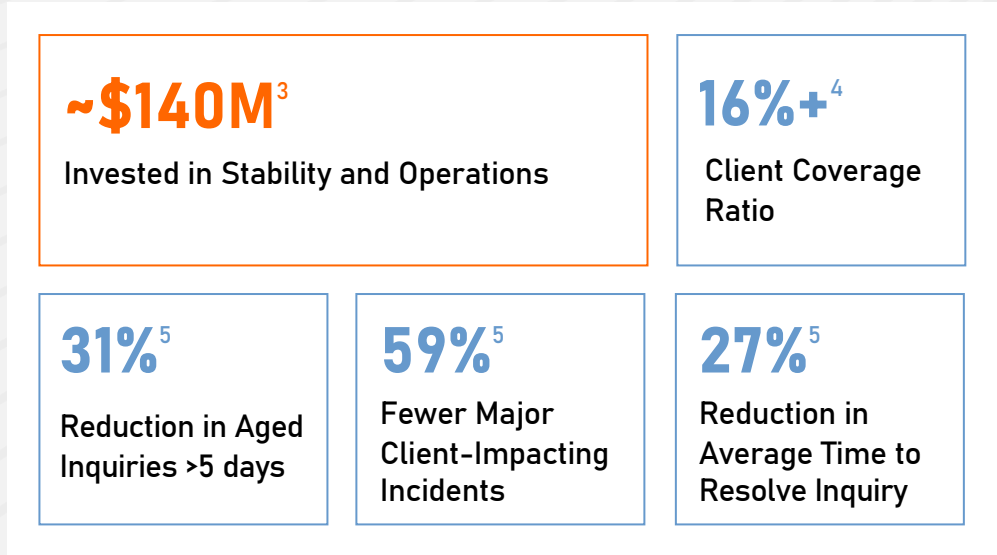 ~$140M3
Invested in Stability and Operations
16%+4
Client Coverage
Ratio
31%5
Reduction in Aged
Inquiries >5 days
59%5
Fewer Major
Client-Impacting
Incidents
27%5
Reduction in
Average Time to
Resolve Inquiry